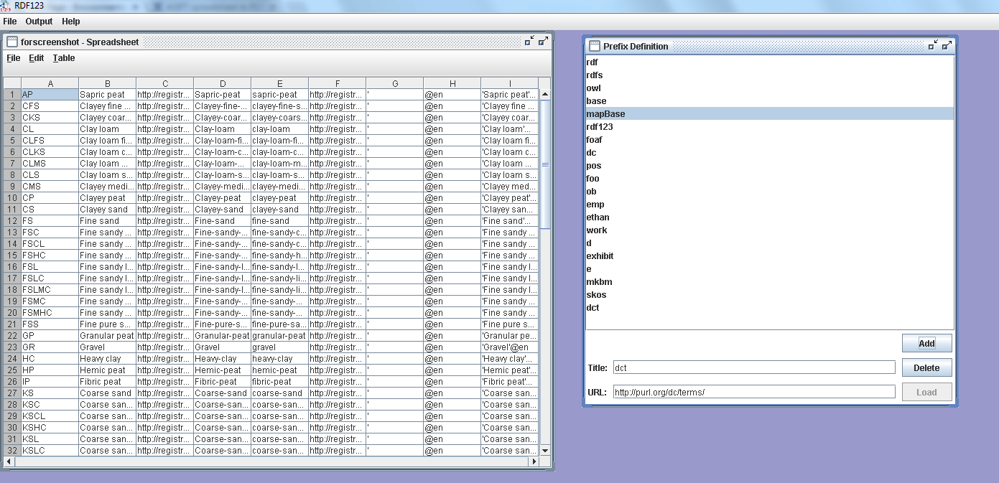 RDF123
File Output Help
forscreenshot - Spreadsheet
File Edit Table
A B C D E F G H I
1 AP Sapric peat http://registr... Sapric-peat sapric-peat http://registr... ' @en 'Sapric peat'...
2 CFS Clayey fine ... http://registr... Clayey-fine-... clayey-fine-s... http://registr... ' @en 'Clayey fine ...
3 CKS Clayey coar... http://registr... Clayey-coar... clayey-coars... http://registr... ' @en 'Clayey coar...
4 CL Clay loam http://registr... Clay-loam clay-loam http://registr... ' @en 'Clay loam'...
5 CLFS Clay loam fi... http://registr... Clay-loam-fi... clay-loam-fi... http://registr... ' @en 'Clay loam fi...
6 CLKS Clay loam c... http://registr... Clay-loam-c... clay-loam-c... http://registr... ' @en 'Clay loam c...
7 CLMS Clay loam ... http://registr... Clay-loam-... clay-loam-m... http://registr... ' @en 'Clay loam ...
8 CLS Clay loam s... http://registr... Clay-loam-s... clay-loam-s... http://registr... ' @en 'Clay loam s...
9 CMS Clayey medi... http://registr... Clayey-medi... clayey-medi... http://registr... ' @en 'Clayey med...
10 CP Clayey peat http://registr... Clayey-peat clayey-peat http://registr... ' @en 'Clayey peat'...
11 CS Clayey sand http://registr... Clayey-sand clayey-sand http://registr... ' @en 'Clayey san...
12 FS Fine sand http://registr... Fine-sand fine-sand http://registr... ' @en 'Fine sand'...
13 FSC Fine sandy ... http://registr... Fine-sandy-... fine-sandy-c... http://registr... ' @en 'Fine sandy ...
14 FSCL Fine sandy ... http://registr... Fine-sandy-... fine-sandy-c... http://registr... ' @en 'Fine sandy ...
15 FSHC Fine sandy ... http://registr... Fine-sandy-... fine-sandy-h... http://registr... ' @en 'Fine sandy ...
16 FSL Fine sandy l... http://registr... Fine-sandy-l... fine-sandy-l... http://registr... ' @en 'Fine sandy l...
17 FSLC Fine sandy l... http://registr... Fine-sandy-l... fine-sandy-li... http://registr... ' @en 'Fine sandy l...
18 FSLMC Fine sandy l... http://registr... Fine-sandy-l... fine-sandy-li... http://registr... ' @en 'Fine sandy l...
19 FSMC Fine sandy ... http://registr... Fine-sandy-... fine-sandy-... http://registr... ' @en 'Fine sandy ...
20 FSMHC Fine sandy ... http://registr... Fine-sandy-... fine-sandy-... http://registr... ' @en 'Fine sandy ...
21 FSS Fine pure s... http://registr... Fine-pure-s... fine-pure-sa... http://registr... ' @en 'Fine pure s...
22 GP Granular peat http://registr... Granular-peat granular-peat http://registr... ' @en 'Granular pe...
23 GR Gravel http://registr... Gravel gravel http://registr... ' @en 'Gravel'@en
24 HC Heavy clay http://registr... Heavy-clay heavy-clay http://registr... ' @en 'Heavy clay'...
25 HP Hemic peat http://registr... Hemic-peat hemic-peat http://registr... ' @en 'Hemic peat'...
26 IP Fibric peat http://registr... Fibric-peat fibric-peat http://registr... ' @en 'Fibric peat'...
27 KS Coarse sand http://registr... Coarse-sand coarse-sand http://registr... ' @en 'Coarse san...
28 KSC Coarse san... http://registr... Coarse-san... coarse-san... http://registr... ' @en 'Coarse san...
29 KSCL Coarse san... http://registr... Coarse-san... coarse-san... http://registr... ' @en 'Coarse san...
30 KSHC Coarse san... http://registr... Coarse-san... coarse-san... http://registr... ' @en 'Coarse san...
31 KSL Coarse san... http://registr... Coarse-san... coarse-san... http://registr... ' @en 'Coarse san...
32 KSLC Coarse san... http://registr... Coarse-san... coarse-san... http://registr... ' @en 'Coarse san...
Prefix Definition
rdf
rdfs
owl
base
mapBase
rdf123
foaf
dc
pos
foo
ob
emp
ethan
work
d
exhibit
e
mkbm
skos
dct
Add
Title: dct Delete
URL: http://purl.org/dc/terms/ Load